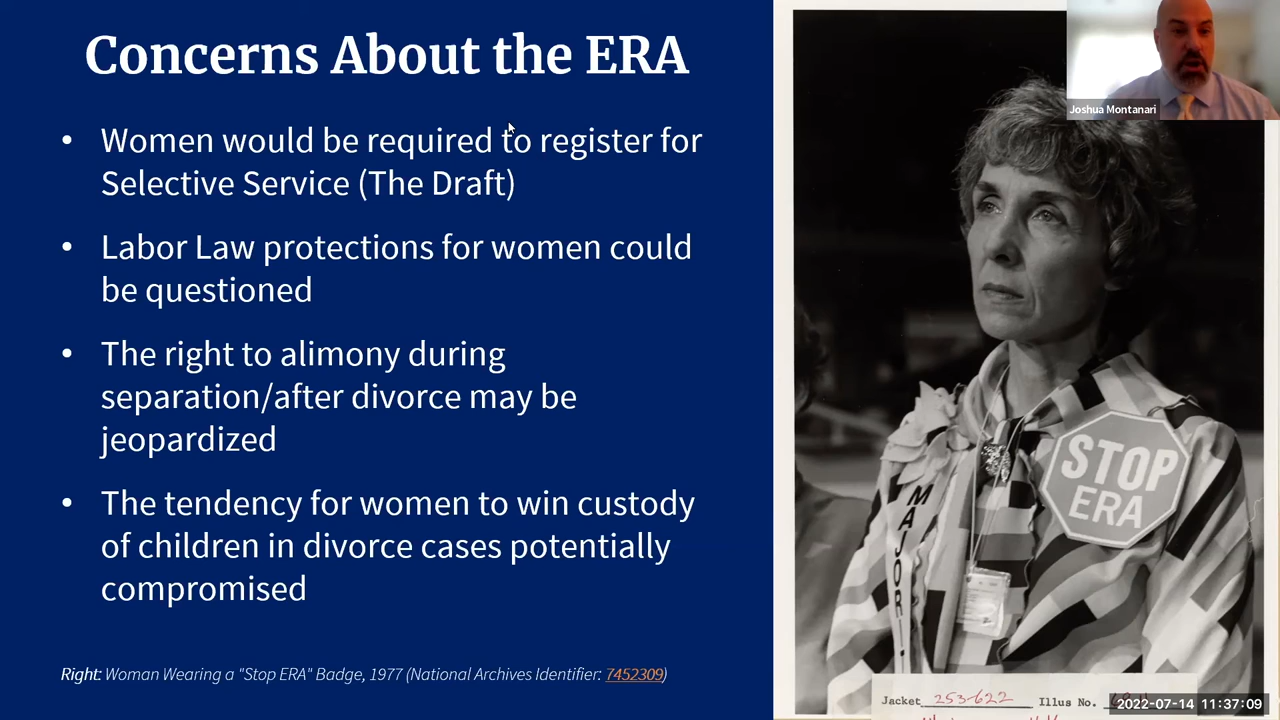 Concerns About the ERA
• Women would be required to register for
Selective Service (The Draft)
• Labor Law protections for women could
be questioned
• The right to alimony during
separation/after divorce may be
jeopardized
• The tendency for women to win custody
of children in divorce cases potentially
compromised
Right: Woman Wearing a "Stop ERA" Badge, 1977 (National Archives Identifier: 7452309)
Joshua Montanari
STOP
ERA
Jacket 253-622 Illus No.
2022-07-14 11:37:09